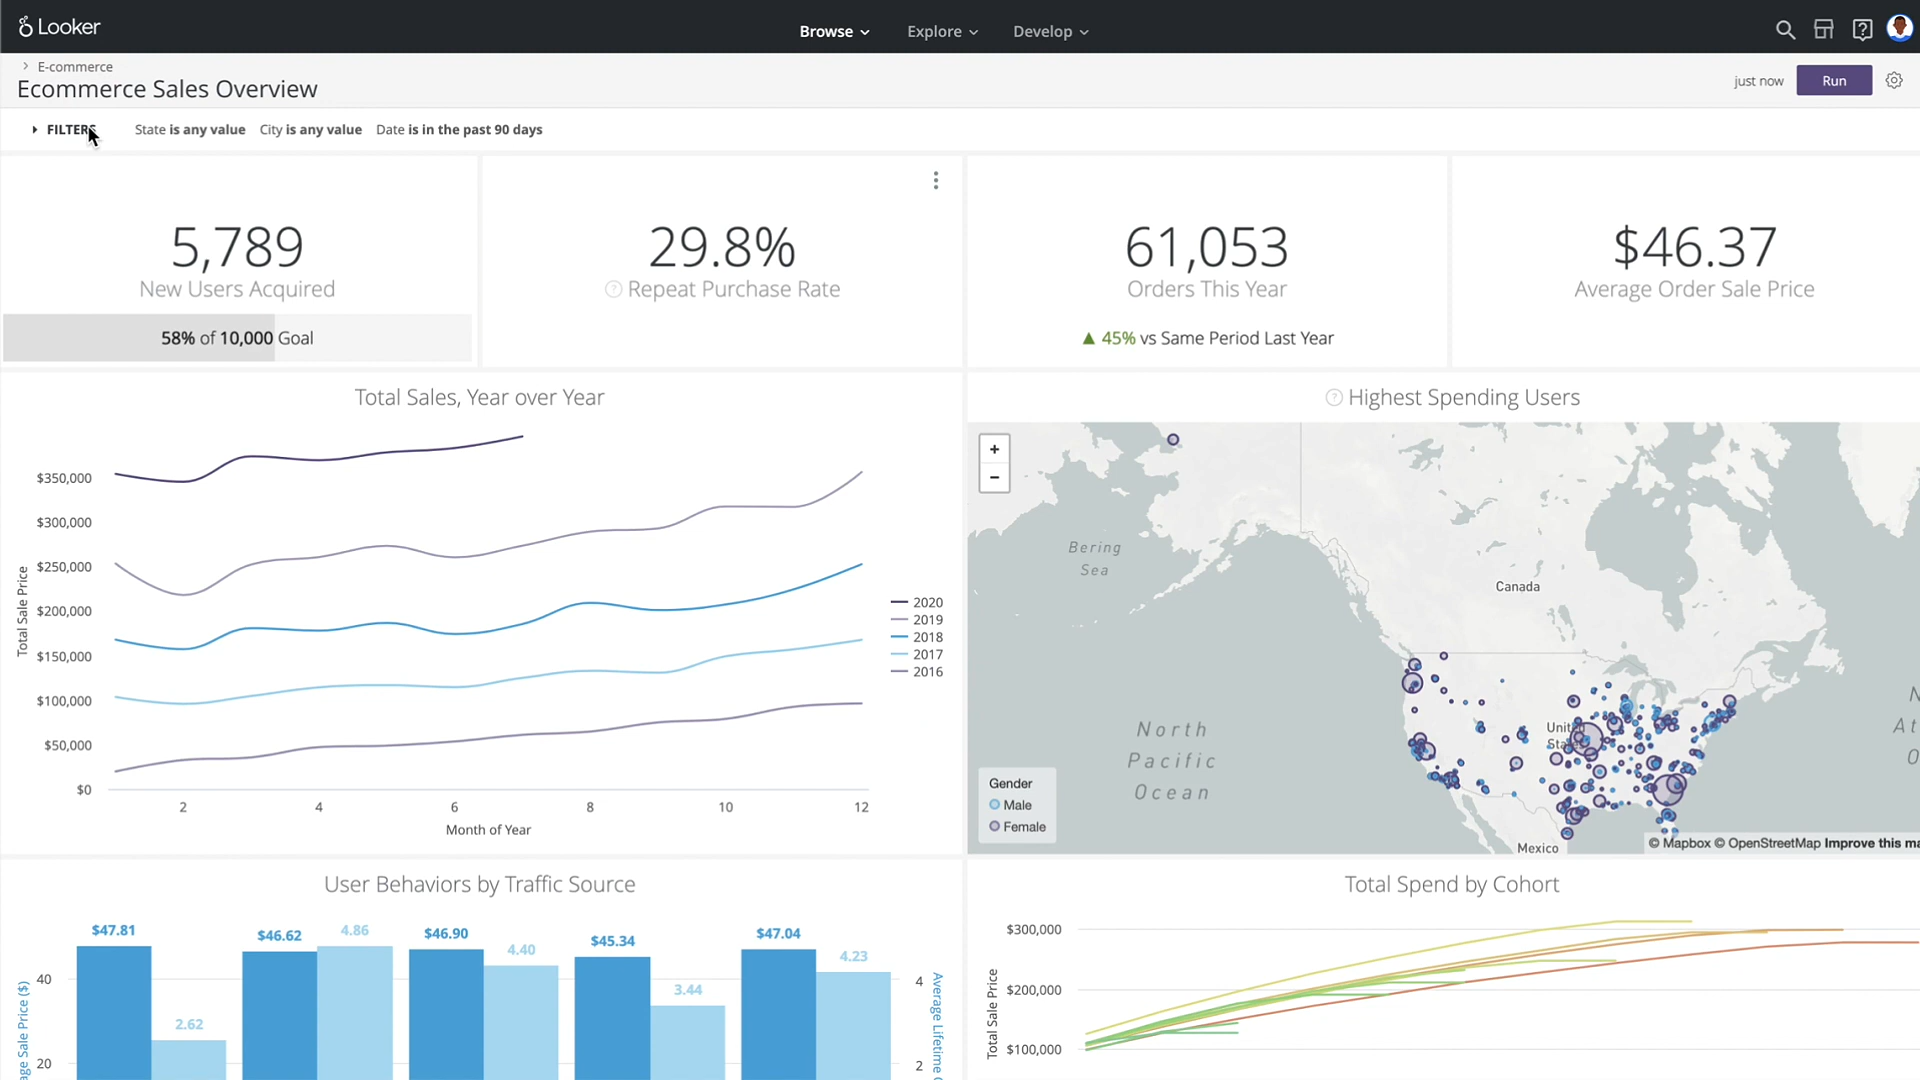 Looker
Browse
Explore
Develop
E-commerce
Ecommerce Sales Overview
just now
Run
FILTERS
State is any value City is any value Date is in the past 90 days
5,789
New Users Acquired
58% of 10,000 Goal
29.8%
Repeat Purchase Rate
61,053
Orders This Year
▲ 45% vs Same Period Last Year
$46.37
Average Order Sale Price
Total Sales, Year over Year
Total Sale Price
$350,000
$300,000
$250,000
$200,000
$150,000
$100,000
$50,000
$0
2 4 6 8 10 12
Month of Year
2020
2019
2018
2017
2016
Highest Spending Users
+
−
Bering
Sea
Canada
North
Pacific
Ocean
United
States
Mexico
N
At
O
Gender
Male
Female
© Mapbox © OpenStreetMap Improve this ma
User Behaviors by Traffic Source
age Sale Price ($)
40
20
$47.81
2.62
$46.62
4.86
$46.90
4.40
$45.34
3.44
$47.04
4.23
4
2
Average Lifetime
Total Spend by Cohort
Total Sale Price
$300,000
$200,000
$100,000